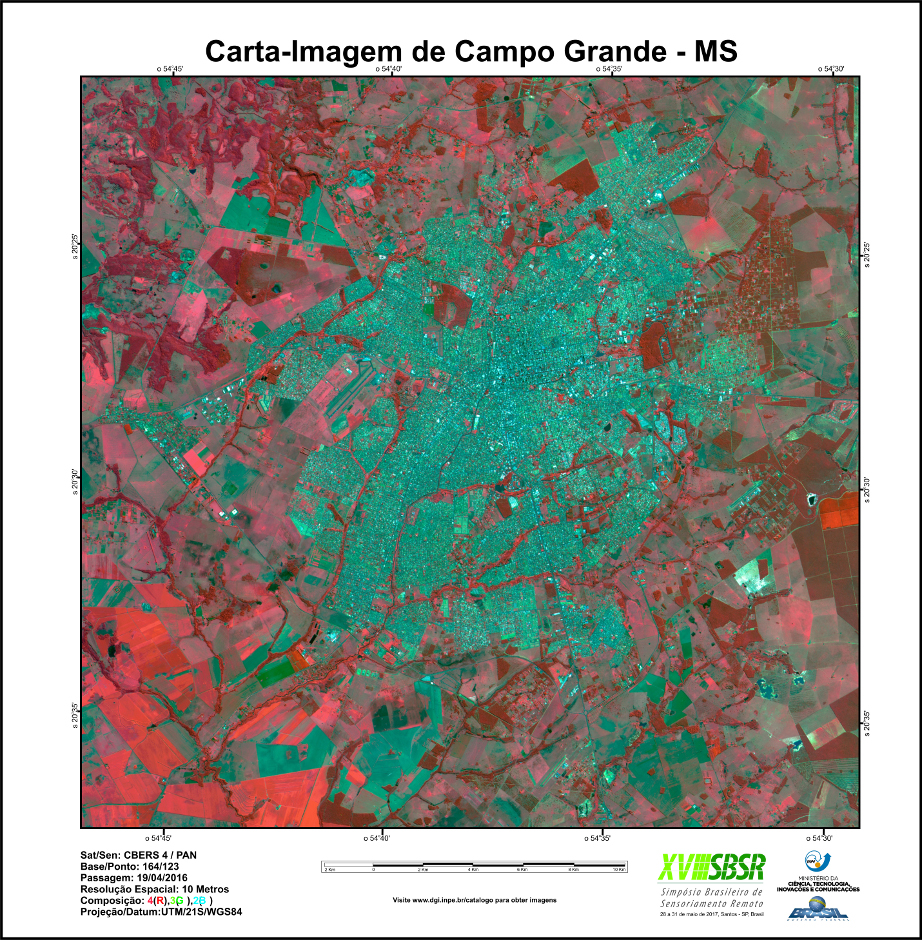 Carta-Imagem de Campo Grande - MS
o 54°45' o 54°40' o 54°35' o 54°30'
s 20°25' s 20°25'
s 20°30' s 20°30'
s 20°35' s 20°35'
o 54°45' o 54°40' o 54°35' o 54°30'
Sat/Sen: CBERS 4 / PAN
Base/Ponto: 164/123
Passagem: 19/04/2016
Resolução Espacial: 10 Metros
Composição: 4(R),3G ),2B )
Projeção/Datum:UTM/21S/WGS84
2 Km 0 2 Km 4 Km 6 Km 8 Km 10 Km
Visite www.dgi.inpe.br/catalogo para obter imagens
XVIIISBSR
Simpósio Brasileiro de
Sensoriamento Remoto
28 a 31 de maio de 2017, Santos - SP, Brasil
MINISTÉRIO DA
CIÊNCIA, TECNOLOGIA,
INOVAÇÕES E COMUNICAÇÕES
BRASIL
GOVERNO FEDERAL